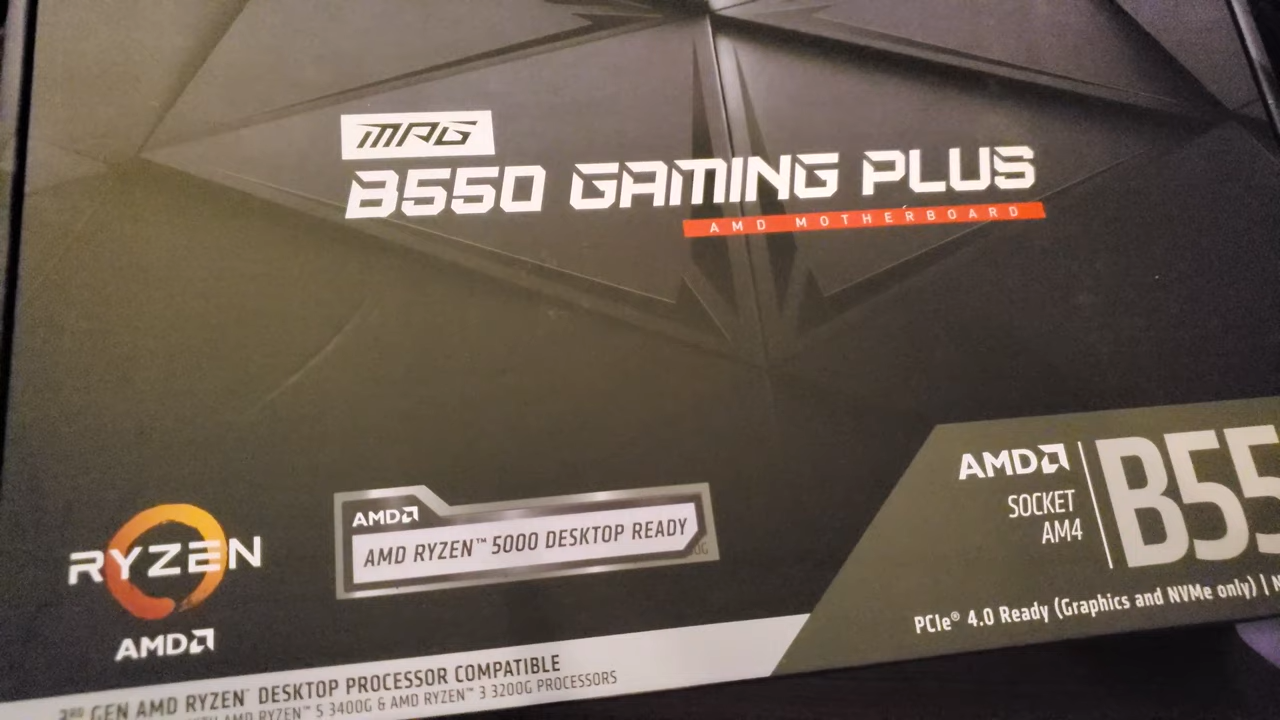 MPG
B550 GAMING PLUS
AMD MOTHERBOARD
AMD
AMD RYZEN™ 5000 DESKTOP READY
RYZEN
AMD
AMD
SOCKET
AM4
B55
PCIe® 4.0 Ready (Graphics and NVMe only) |
3RD GEN AMD RYZEN™ DESKTOP PROCESSOR COMPATIBLE
AMD RYZEN™ 5 3400G & AMD RYZEN™ 3 3200G PROCESSORS